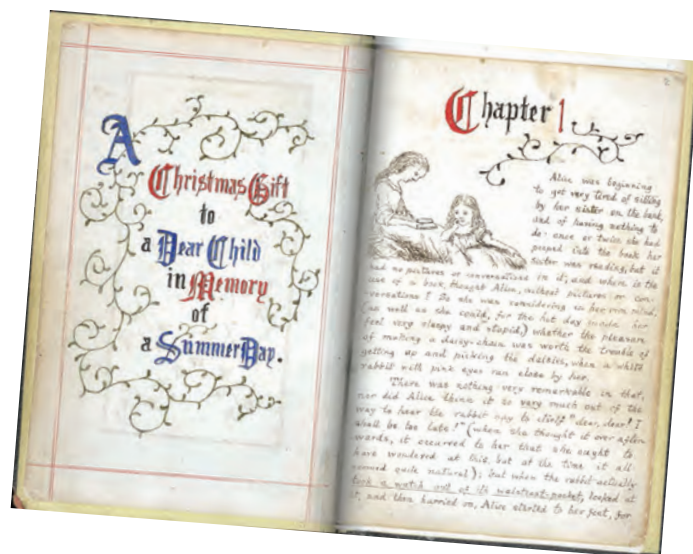 A
Christmas Gift
to
a Dear Child
in Memory
of
a Summer Day.
Chapter 1
Alice was beginning
to get very tired of sitting
by her sister on the bank,
and of having nothing to
do: once or twice she had
peeped into the book her
sister was reading, but it
had no pictures or conversations in it, and where is the
use of a book, thought Alice, without pictures or con-
-versations? So she was considering in her own mind,
(as well as she could, for the hot day made her
feel very sleepy and stupid,) whether the pleasure
of making a daisy-chain was worth the trouble of
getting up and picking the daisies, when a white
rabbit with pink eyes ran close by her.
There was nothing very remarkable in that,
nor did Alice think it so very much out of the
way to hear the rabbit say to itself "dear, dear! I
shall be too late!" (when she thought it over after-
wards, it occurred to her that she ought to
have wondered at this, but at the time it all
seemed quite natural); but when the rabbit actually
took a watch out of its waistcoat-pocket, looked at
it, and then hurried on, Alice started to her feet, for